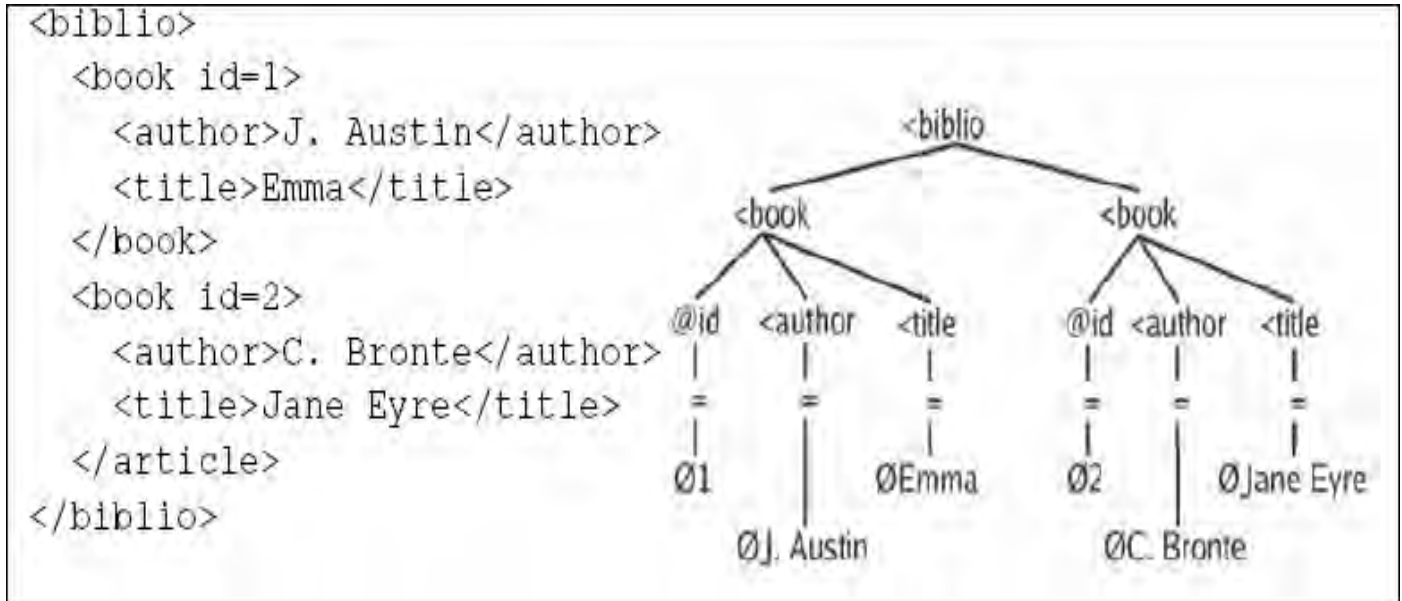 <biblio>
<book id=1>
<author>J. Austin</author>
<title>Emma</title>
</book>
<book id=2>
<author>C. Bronte</author>
<title>Jane Eyre</title>
</article>
</biblio>
<biblio
<book <book
@id <author <title @id <author <title
= = = = = =
Ø1 ØEmma Ø2 ØJane Eyre
ØJ. Austin ØC. Bronte